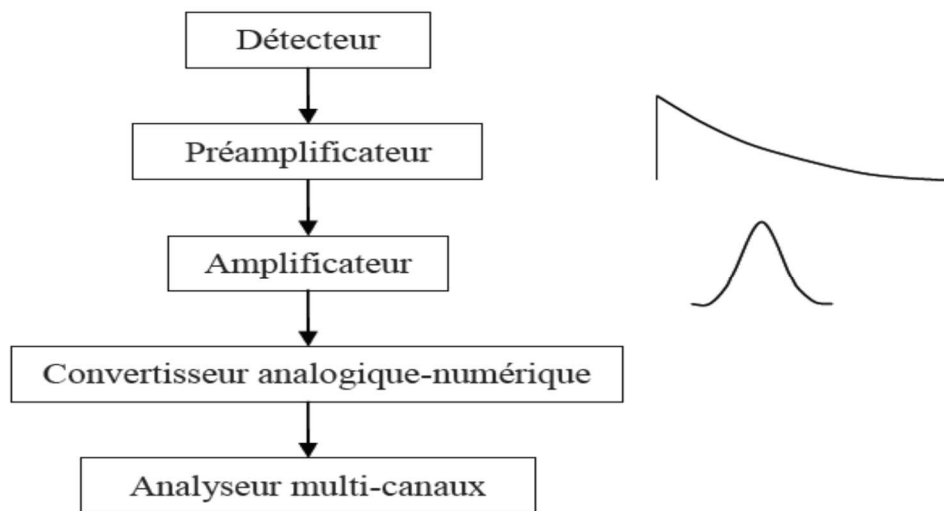 Détecteur
Préamplificateur
Amplificateur
Convertisseur analogique-numérique
Analyseur multi-canaux